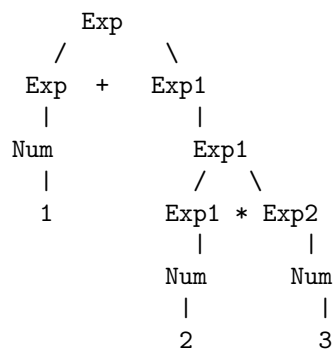 Exp
/ \
Exp + Exp1
| |
Num Exp1
| / \
1 Exp1 * Exp2
| |
Num Num
| |
2 3